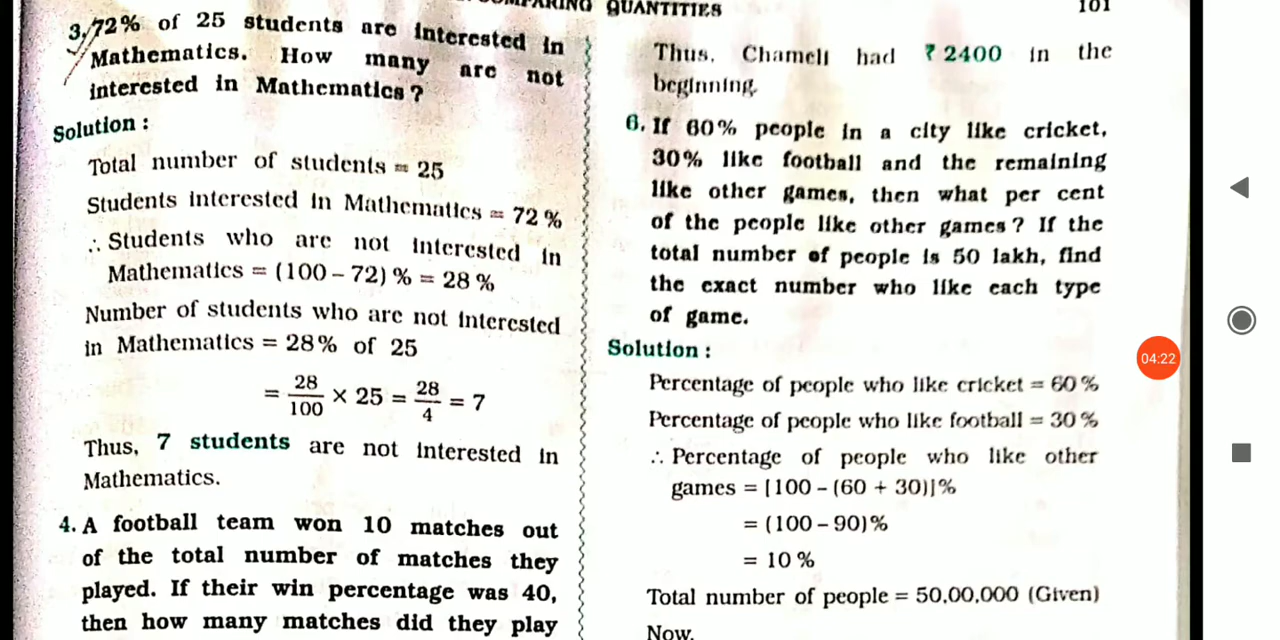 COMPARING QUANTITIES
101
3. 72% of 25 students are interested in
Mathematics. How many are not
interested in Mathematics ?
Solution :
Total number of students = 25
Students interested in Mathematics = 72 %
∴ Students who are not interested in
Mathematics = (100 – 72) % = 28 %
Number of students who are not interested
in Mathematics = 28% of 25
= 28/100 × 25 = 28/4 = 7
Thus, 7 students are not interested in
Mathematics.
4. A football team won 10 matches out
of the total number of matches they
played. If their win percentage was 40,
then how many matches did they play
Thus, Chameli had ₹ 2400 in the
beginning.
6. If 60% people in a city like cricket,
30% like football and the remaining
like other games, then what per cent
of the people like other games ? If the
total number of people is 50 lakh, find
the exact number who like each type
of game.
Solution :
Percentage of people who like cricket = 60 %
Percentage of people who like football = 30 %
∴ Percentage of people who like other
games = [100 – (60 + 30)]%
= (100 – 90)%
= 10 %
Total number of people = 50,00,000 (Given)
Now,
04:22